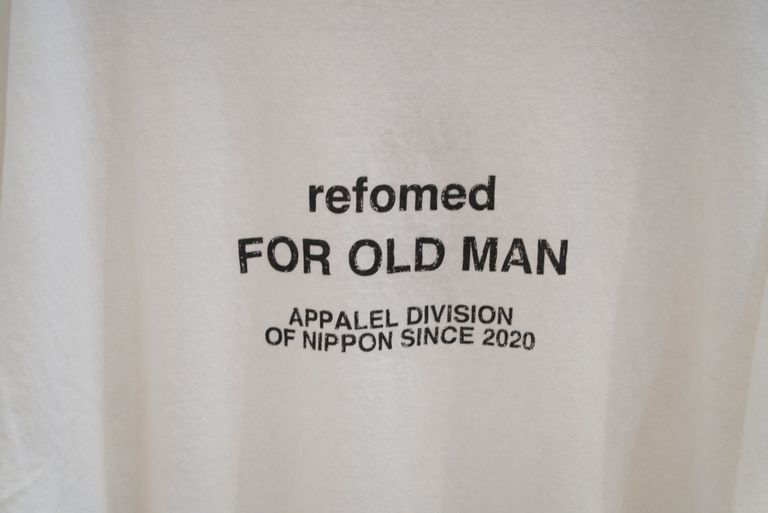 refomed
FOR OLD MAN
APPALEL DIVISION
OF NIPPON SINCE 2020